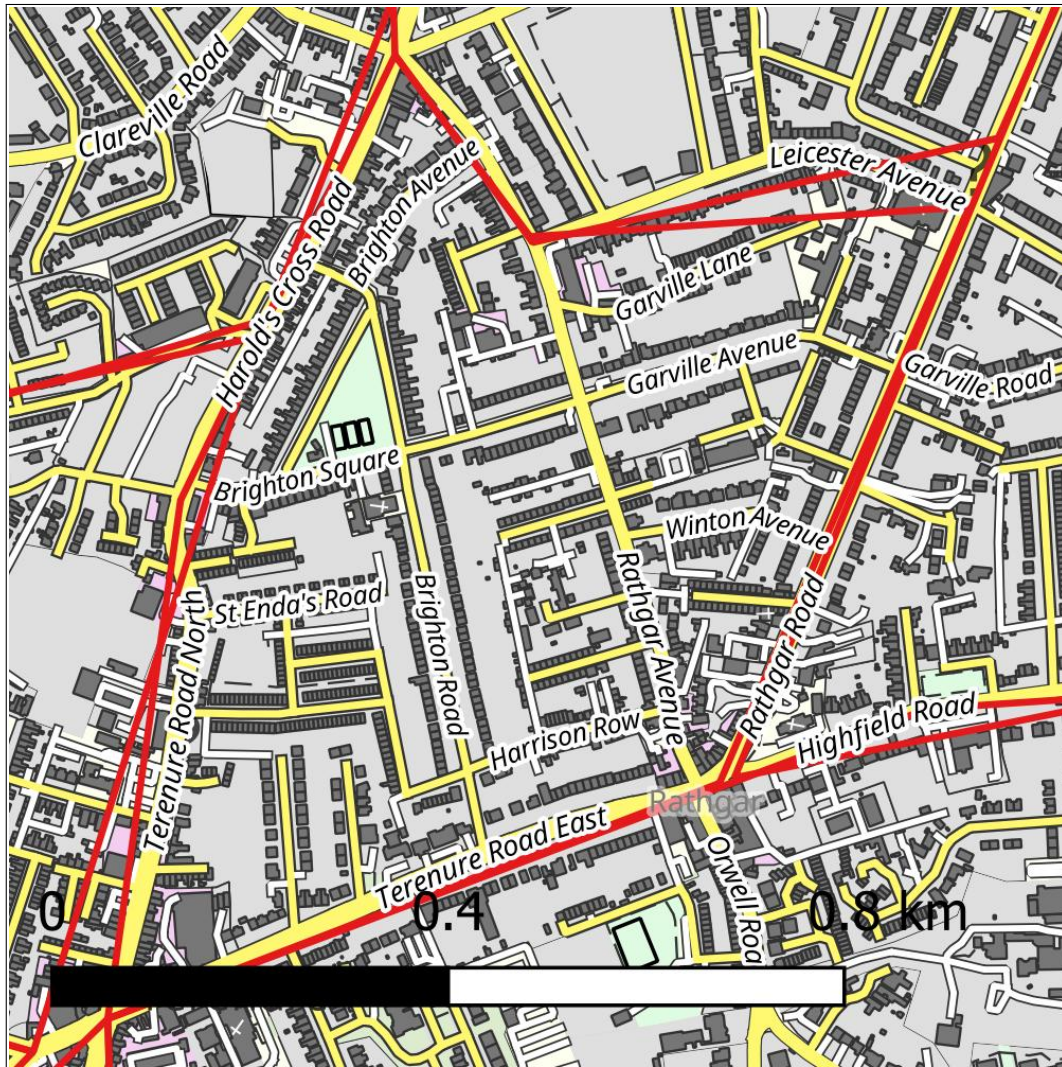 Clareville Road
Leicester Avenue
Brighton Avenue
Harold's Cross Road
Garville Lane
Garville Avenue
Garville Road
Brighton Square
Winton Avenue
St Enda's Road
Brighton Road
Rathgar Avenue
Rathgar Road
Terenure Road North
Harrison Row
Highfield Road
Rathgar
Terenure Road East
Orwell Roa
0 0.4 0.8 km